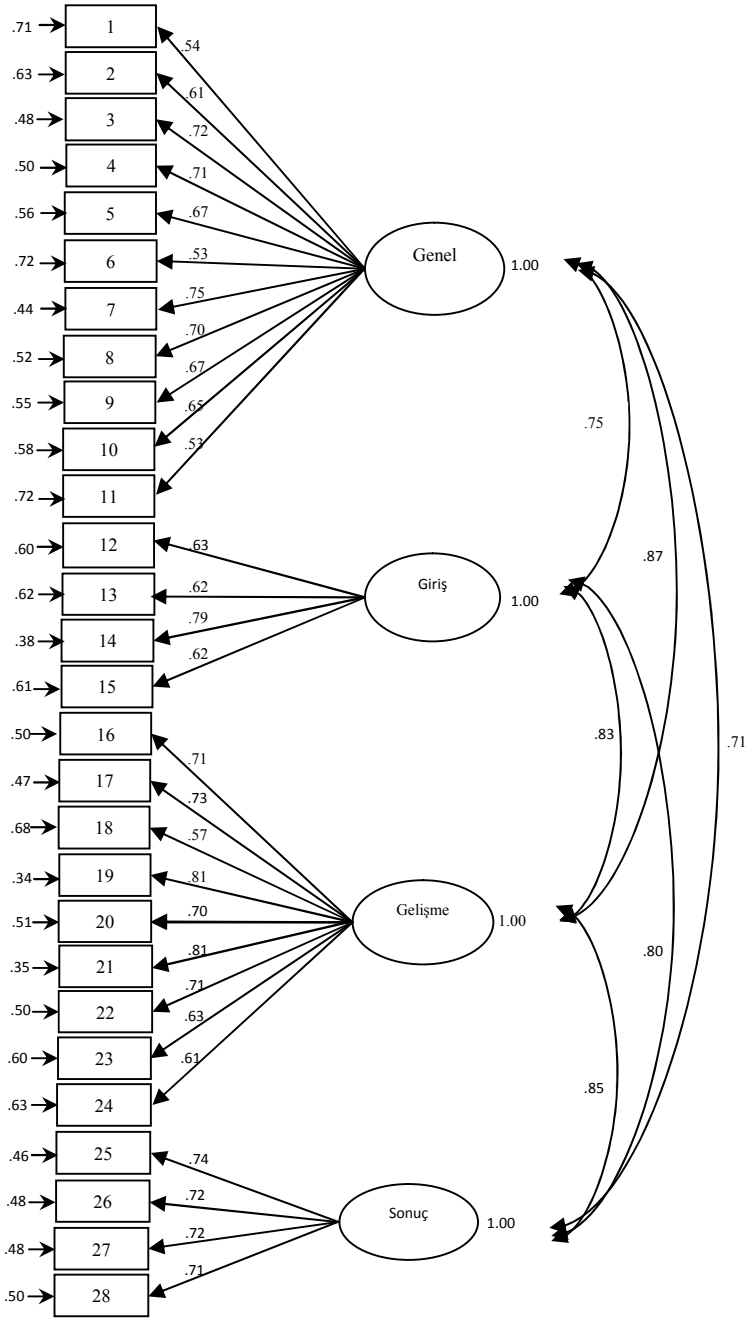 .71 1 .54
.63 2 .61
.48 3 .72
.50 4 .71
.56 5 .67
.72 6 .53
.44 7 .75
.52 8 .70
.55 9 .67
.58 10 .65
.72 11 .53
Genel 1.00
.60 12 .63
.62 13 .62
.38 14 .79
.61 15 .62
Giriş 1.00
.50 16 .71
.47 17 .73
.68 18 .57
.34 19 .81
.51 20 .70
.35 21 .81
.50 22 .71
.60 23 .63
.63 24 .61
Gelişme 1.00
.46 25 .74
.48 26 .72
.48 27 .72
.50 28 .71
Sonuç 1.00
.75
.87
.83
.71
.80
.85